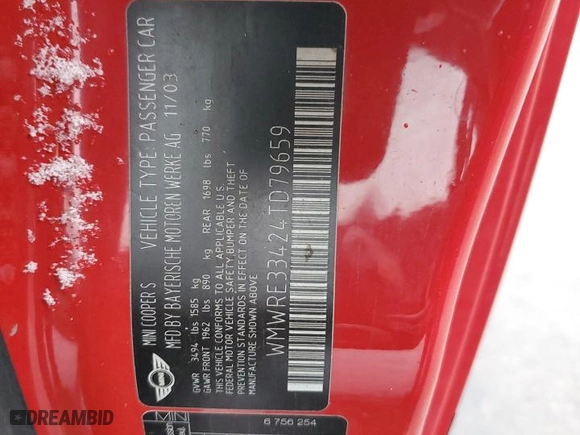 MINI COOPER S VEHICLE TYPE: PASSENGER CAR
MFD BY BAYERISCHE MOTOREN WERKE AG 11/03
GVWR 3494 lbs 1585 kg
GAWR FRONT 1962 lbs 890 kg REAR 1698 lbs 770 kg
THIS VEHICLE CONFORMS TO ALL APPLICABLE U.S.
FEDERAL MOTOR VEHICLE SAFETY, BUMPER AND THEFT
PREVENTION STANDARDS IN EFFECT ON THE DATE OF
MANUFACTURE SHOWN ABOVE.
WMWRE33424TD79659
MINI
6 756 254
DREAMBID